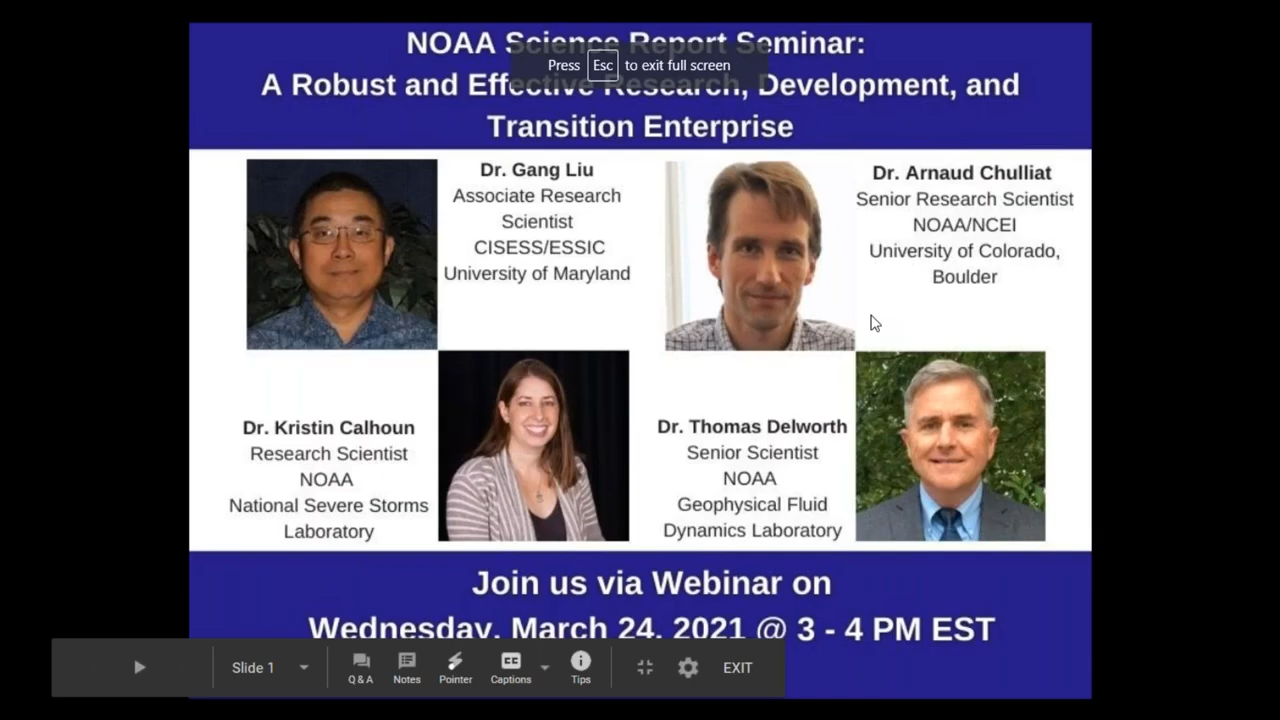 NOAA Science Report Seminar:
Press Esc to exit full screen
A Robust and Effective Research, Development, and
Transition Enterprise
Dr. Gang Liu
Associate Research
Scientist
CISESS/ESSIC
University of Maryland
Dr. Arnaud Chulliat
Senior Research Scientist
NOAA/NCEI
University of Colorado,
Boulder
Dr. Kristin Calhoun
Research Scientist
NOAA
National Severe Storms
Laboratory
Dr. Thomas Delworth
Senior Scientist
NOAA
Geophysical Fluid
Dynamics Laboratory
Join us via Webinar on
Wednesday, March 24, 2021 @ 3 - 4 PM EST
Slide 1
Q & A
Notes
Pointer
CC
Captions
Tips
EXIT